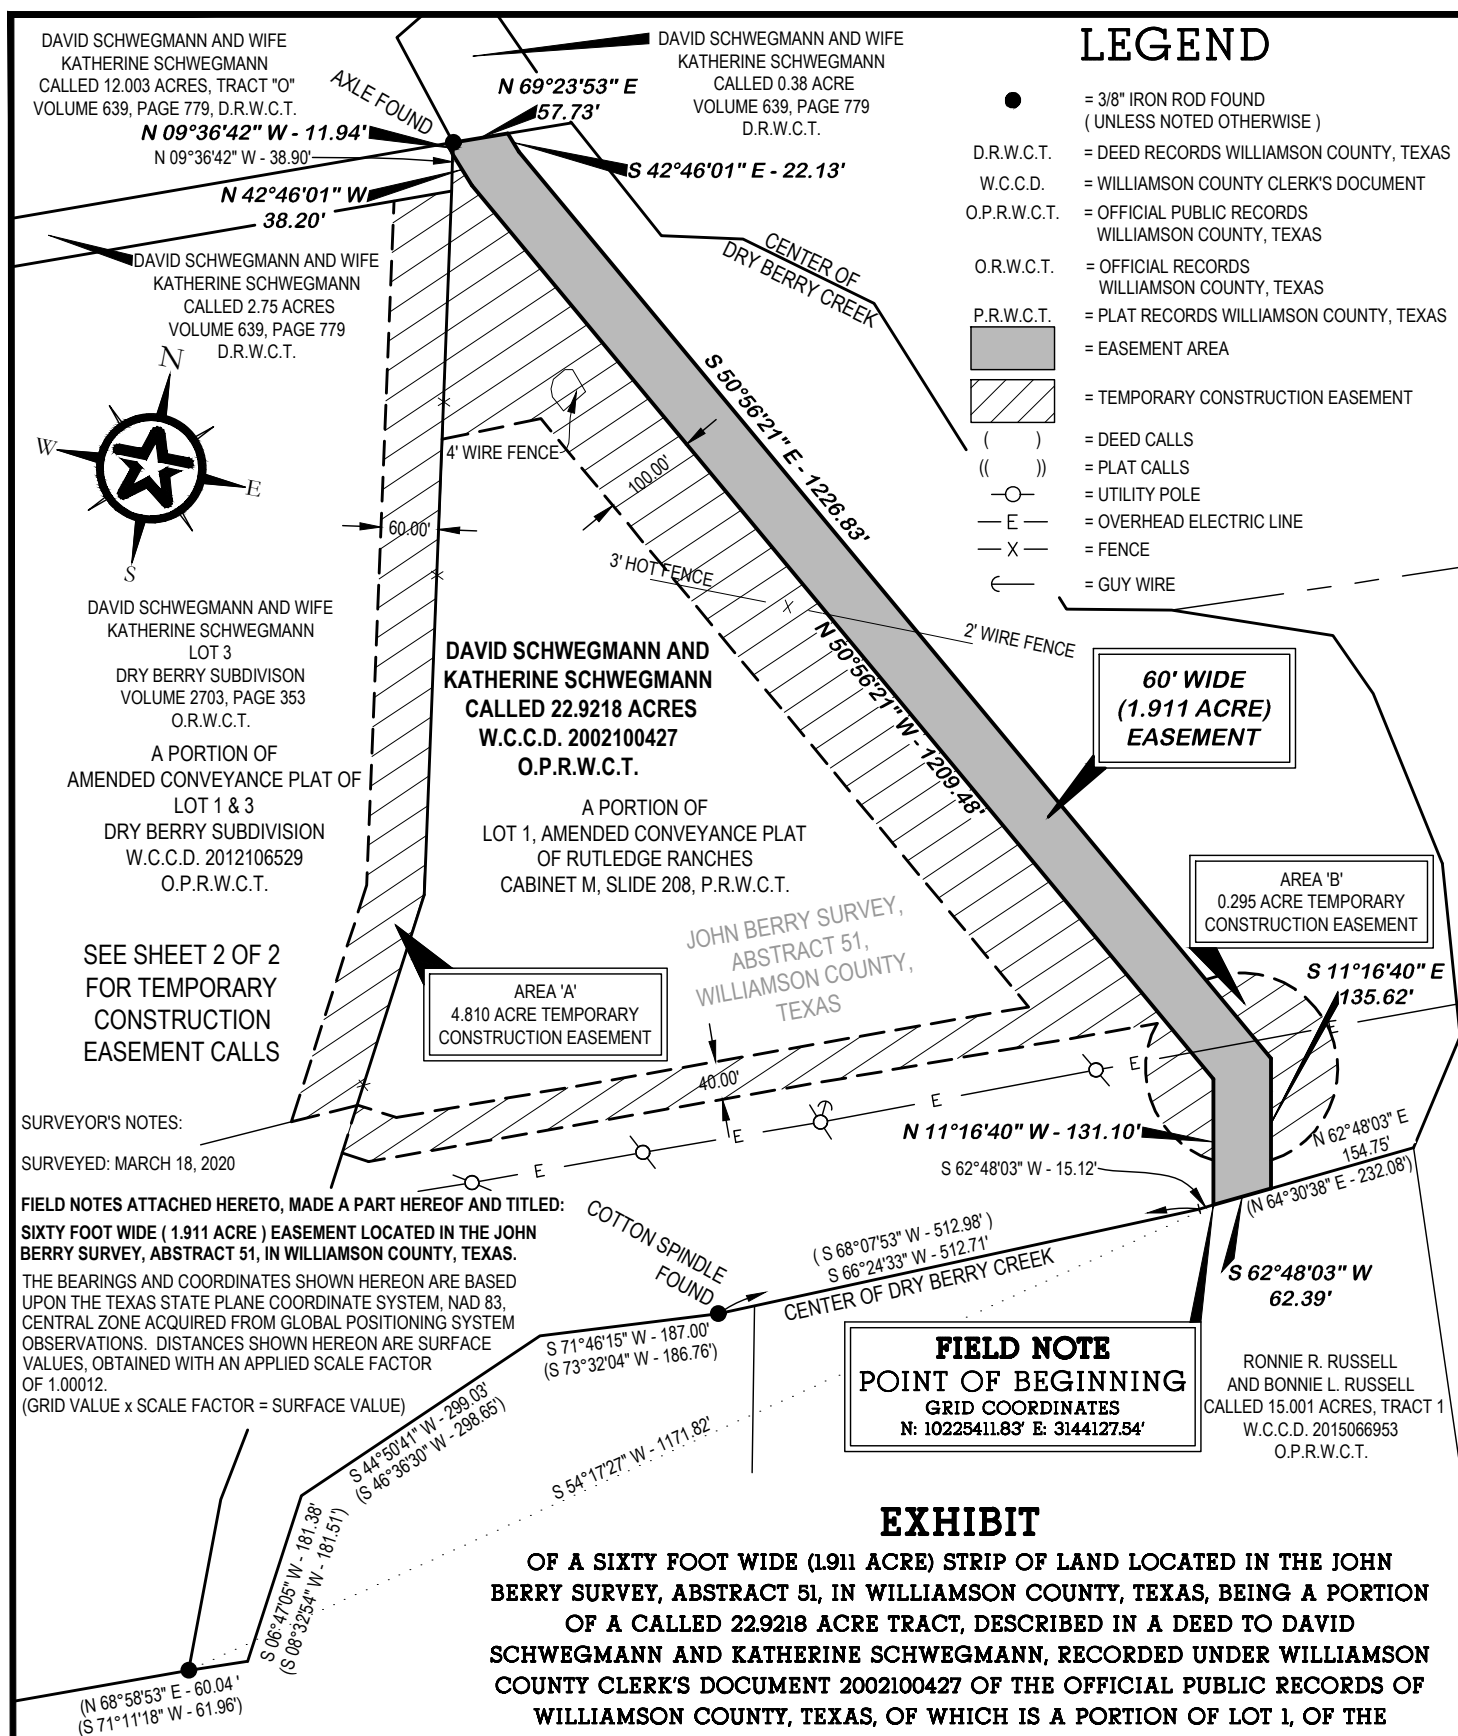 DAVID SCHWEGMANN AND WIFE
KATHERINE SCHWEGMANN
CALLED 12.003 ACRES, TRACT "O"
VOLUME 639, PAGE 779, D.R.W.C.T.
N 09°36'42" W - 11.94'
N 09°36'42" W - 38.90'
N 42°46'01" W
38.20'
AXLE FOUND
N 69°23'53" E
57.73'
DAVID SCHWEGMANN AND WIFE
KATHERINE SCHWEGMANN
CALLED 0.38 ACRE
VOLUME 639, PAGE 779
D.R.W.C.T.
S 42°46'01" E - 22.13'
LEGEND
= 3/8" IRON ROD FOUND
( UNLESS NOTED OTHERWISE )
D.R.W.C.T. = DEED RECORDS WILLIAMSON COUNTY, TEXAS
W.C.C.D. = WILLIAMSON COUNTY CLERK'S DOCUMENT
O.P.R.W.C.T. = OFFICIAL PUBLIC RECORDS
WILLIAMSON COUNTY, TEXAS
O.R.W.C.T. = OFFICIAL RECORDS
WILLIAMSON COUNTY, TEXAS
P.R.W.C.T. = PLAT RECORDS WILLIAMSON COUNTY, TEXAS
= EASEMENT AREA
= TEMPORARY CONSTRUCTION EASEMENT
( ) = DEED CALLS
(( )) = PLAT CALLS
= UTILITY POLE
E = OVERHEAD ELECTRIC LINE
X = FENCE
= GUY WIRE
DAVID SCHWEGMANN AND WIFE
KATHERINE SCHWEGMANN
CALLED 2.75 ACRES
VOLUME 639, PAGE 779
D.R.W.C.T.
CENTER OF
DRY BERRY CREEK
N
W
E
S
4' WIRE FENCE
100.00'
60.00'
S 50°56'21" E - 1226.83'
3' HOT FENCE
X
2' WIRE FENCE
N 50°56'21" W - 1209.48'
DAVID SCHWEGMANN AND WIFE
KATHERINE SCHWEGMANN
LOT 3
DRY BERRY SUBDIVISON
VOLUME 2703, PAGE 353
O.R.W.C.T.
A PORTION OF
AMENDED CONVEYANCE PLAT OF
LOT 1 & 3
DRY BERRY SUBDIVISION
W.C.C.D. 2012106529
O.P.R.W.C.T.
DAVID SCHWEGMANN AND
KATHERINE SCHWEGMANN
CALLED 22.9218 ACRES
W.C.C.D. 2002100427
O.P.R.W.C.T.
A PORTION OF
LOT 1, AMENDED CONVEYANCE PLAT
OF RUTLEDGE RANCHES
CABINET M, SLIDE 208, P.R.W.C.T.
60' WIDE
(1.911 ACRE)
EASEMENT
AREA 'B'
0.295 ACRE TEMPORARY
CONSTRUCTION EASEMENT
JOHN BERRY SURVEY,
ABSTRACT 51,
WILLIAMSON COUNTY,
TEXAS
SEE SHEET 2 OF 2
FOR TEMPORARY
CONSTRUCTION
EASEMENT CALLS
AREA 'A'
4.810 ACRE TEMPORARY
CONSTRUCTION EASEMENT
S 11°16'40" E
135.62'
40.00'
E
E
E
E
E
N 11°16'40" W - 131.10'
S 62°48'03" W - 15.12'
N 62°48'03" E
154.75'
(N 64°30'38" E - 232.08')
SURVEYOR'S NOTES:
SURVEYED: MARCH 18, 2020
FIELD NOTES ATTACHED HERETO, MADE A PART HEREOF AND TITLED:
SIXTY FOOT WIDE ( 1.911 ACRE ) EASEMENT LOCATED IN THE JOHN
BERRY SURVEY, ABSTRACT 51, IN WILLIAMSON COUNTY, TEXAS.
THE BEARINGS AND COORDINATES SHOWN HEREON ARE BASED
UPON THE TEXAS STATE PLANE COORDINATE SYSTEM, NAD 83,
CENTRAL ZONE ACQUIRED FROM GLOBAL POSITIONING SYSTEM
OBSERVATIONS. DISTANCES SHOWN HEREON ARE SURFACE
VALUES, OBTAINED WITH AN APPLIED SCALE FACTOR
OF 1.00012.
(GRID VALUE x SCALE FACTOR = SURFACE VALUE)
COTTON SPINDLE
FOUND
( S 68°07'53" W - 512.98' )
S 66°24'33" W - 512.71'
CENTER OF DRY BERRY CREEK
S 62°48'03" W
62.39'
S 71°46'15" W - 187.00'
(S 73°32'04" W - 186.76')
FIELD NOTE
POINT OF BEGINNING
GRID COORDINATES
N: 10225411.83' E: 3144127.54'
RONNIE R. RUSSELL
AND BONNIE L. RUSSELL
CALLED 15.001 ACRES, TRACT 1
W.C.C.D. 2015066953
O.P.R.W.C.T.
S 44°50'41" W - 299.03'
(S 46°36'30" W - 298.65')
S 54°17'27" W - 1171.82'
S 06°47'05" W - 181.38'
(S 08°32'54" W - 181.51')
(N 68°58'53" E - 60.04 '
(S 71°11'18" W - 61.96')
EXHIBIT
OF A SIXTY FOOT WIDE (1.911 ACRE) STRIP OF LAND LOCATED IN THE JOHN
BERRY SURVEY, ABSTRACT 51, IN WILLIAMSON COUNTY, TEXAS, BEING A PORTION
OF A CALLED 22.9218 ACRE TRACT, DESCRIBED IN A DEED TO DAVID
SCHWEGMANN AND KATHERINE SCHWEGMANN, RECORDED UNDER WILLIAMSON
COUNTY CLERK'S DOCUMENT 2002100427 OF THE OFFICIAL PUBLIC RECORDS OF
WILLIAMSON COUNTY, TEXAS, OF WHICH IS A PORTION OF LOT 1, OF THE